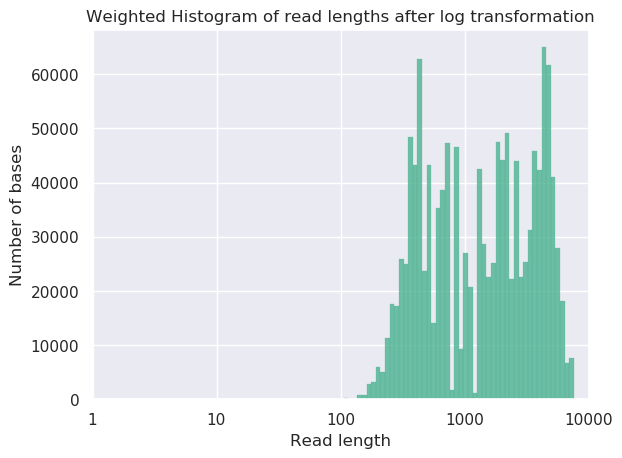 Weighted Histogram of read lengths after log transformation
Number of bases
60000
50000
40000
30000
20000
10000
0
1 10 100 1000 10000
Read length